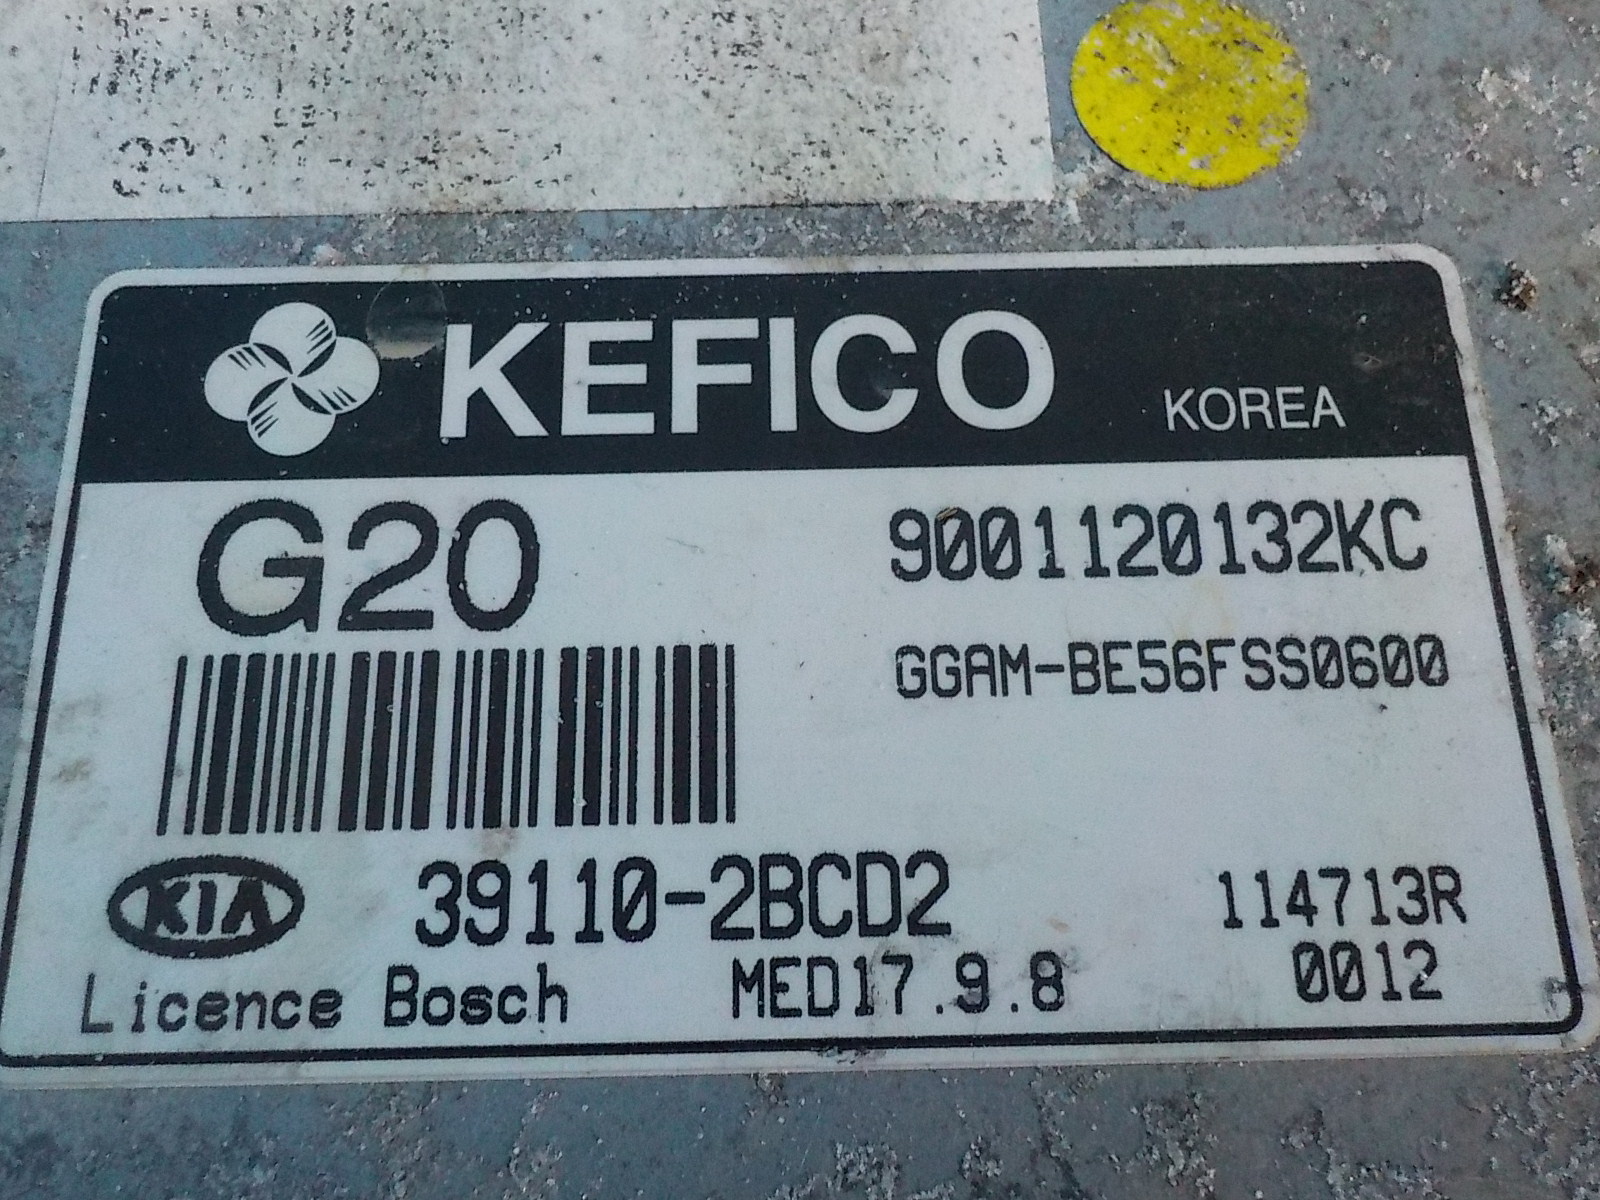 KEFICO KOREA
G20 9001120132KC
GGAM-BE56FSS0600
KIA 39110-2BCD2 114713R
Licence Bosch MED17.9.8 0012